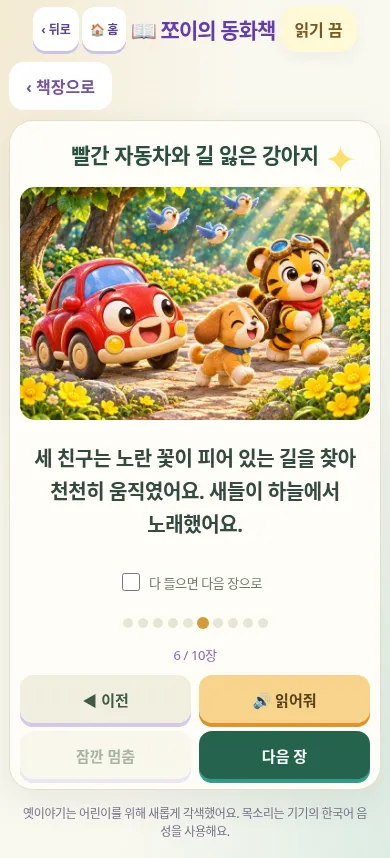 ‹ 뒤로
🏠 홈
📖 쪼이의 동화책
읽기 끔
‹ 책장으로
빨간 자동차와 길 잃은 강아지
세 친구는 노란 꽃이 피어 있는 길을 찾아
천천히 움직였어요. 새들이 하늘에서
노래했어요.
다 들으면 다음 장으로
6 / 10장
◀ 이전
🔊 읽어줘
잠깐 멈춤
다음 장
옛이야기는 어린이를 위해 새롭게 각색했어요. 목소리는 기기의 한국어 음
성을 사용해요.